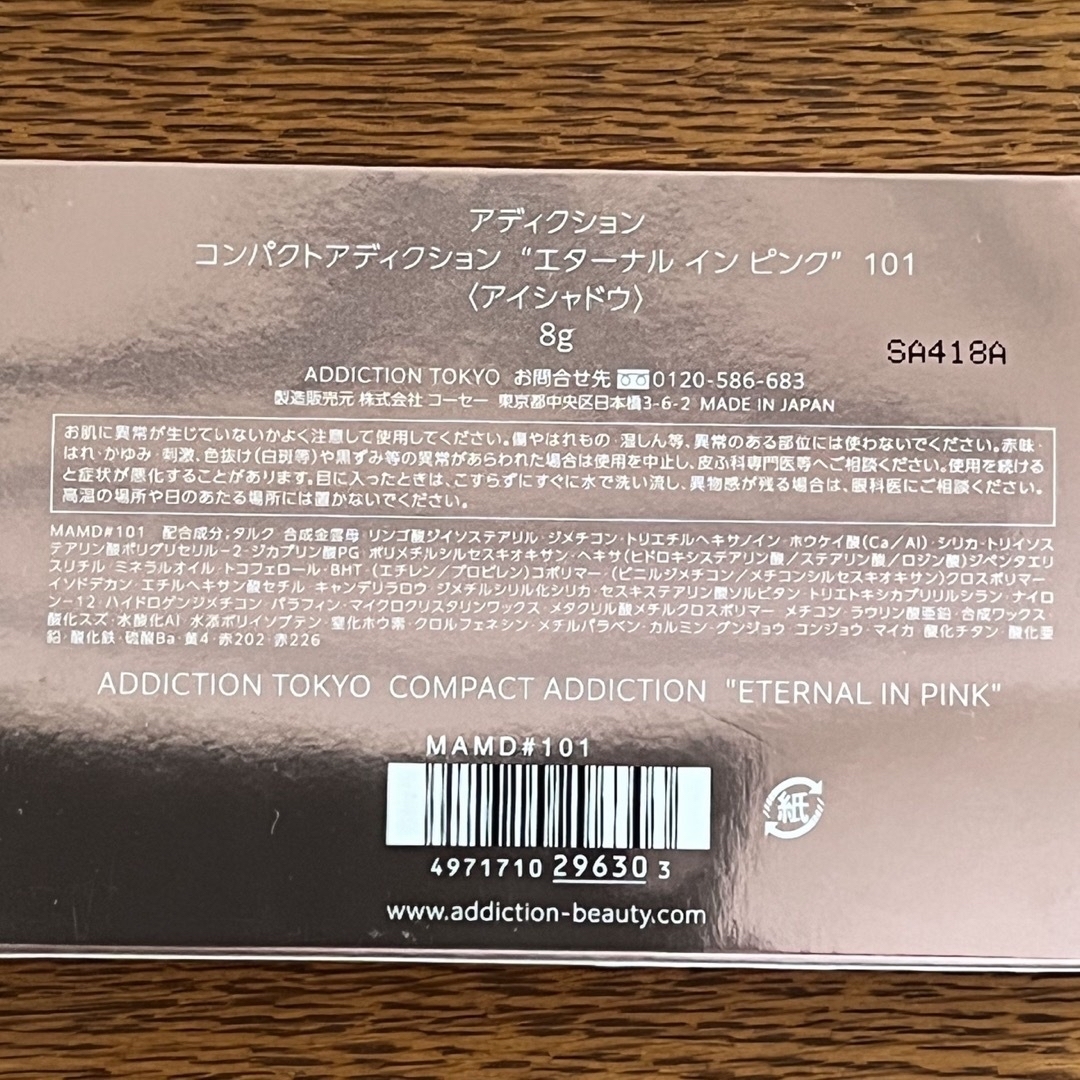 アディクション
コンパクトアディクション “エターナル イン ピンク” 101
〈アイシャドウ〉
8g
SA418A
ADDICTION TOKYO お問合せ先 0120-586-683
製造販売元 株式会社 コーセー 東京都中央区日本橋3-6-2 MADE IN JAPAN
お肌に異常が生じていないかよく注意して使用してください。傷やはれもの・湿しん等、異常のある部位には使わないでください。赤味・
はれ・かゆみ・刺激、色抜け(白斑等)や黒ずみ等の異常があらわれた場合は使用を中止し、皮ふ科専門医等へご相談ください。使用を続ける
と症状が悪化することがあります。目に入ったときは、こすらずにすぐに水で洗い流し、異物感が残る場合は、眼科医にご相談ください。
高温の場所や日のあたる場所には置かないでください。
MAMD#101 配合成分;タルク・合成金雲母・リンゴ酸ジイソステアリル・ジメチコン・トリエチルヘキサノイン・ホウケイ酸(Ca/Al)・シリカ・トリイソス
テアリン酸ポリグリセリル-2・ジカプリン酸PG・ポリメチルシルセスキオキサン・ヘキサ(ヒドロキシステアリン酸/ステアリン酸/ロジン酸)ジペンタエリ
スリチル・ミネラルオイル・トコフェロール・BHT・(エチレン/プロピレン)コポリマー・(ビニルジメチコン/メチコンシルセスキオキサン)クロスポリマー・
イソドデカン・エチルヘキサン酸セチル・キャンデリラロウ・ジメチルシリル化シリカ・セスキステアリン酸ソルビタン・トリエトキシカプリリルシラン・ナイロ
ン-12・ハイドロゲンジメチコン・パラフィン・マイクロクリスタリンワックス・メタクリル酸メチルクロスポリマー・メチコン・ラウリン酸亜鉛・合成ワックス・
酸化スズ・水酸化Al・水添ポリイソブテン・窒化ホウ素・クロルフェネシン・メチルパラベン・カルミン・グンジョウ・コンジョウ・マイカ・酸化チタン・酸化亜
鉛・酸化鉄・硫酸Ba・黄4・赤202・赤226
ADDICTION TOKYO COMPACT ADDICTION "ETERNAL IN PINK"
MAMD#101
4971710 29630 3
紙
www.addiction-beauty.com